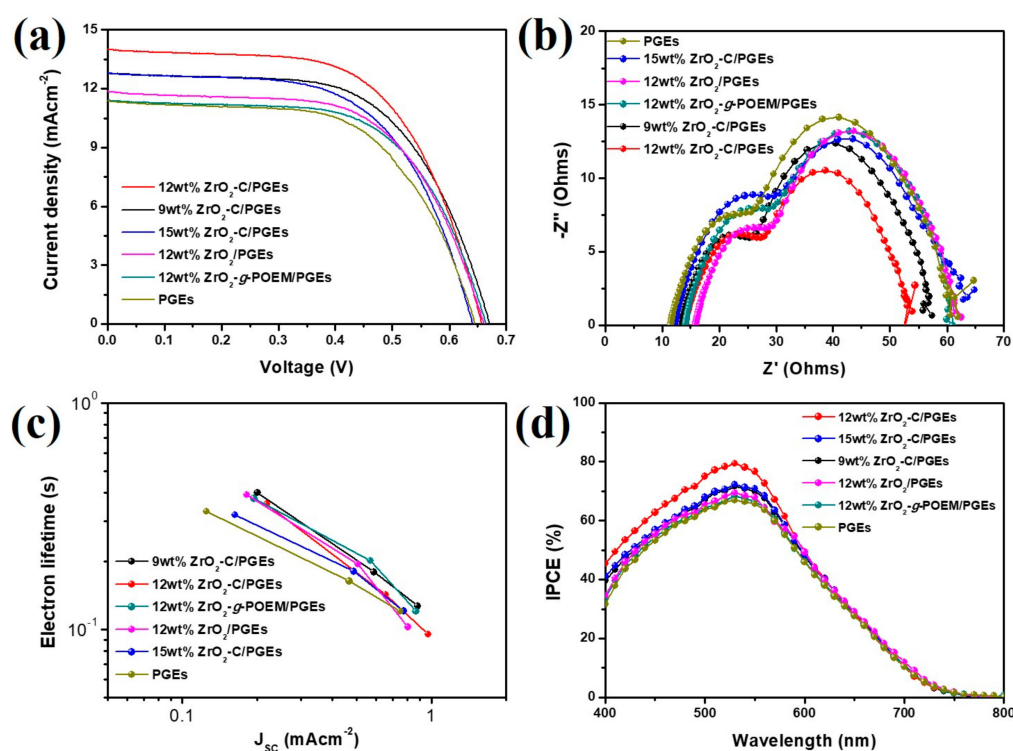 (a)
Current density (mAcm⁻²)
15
12
9
6
3
0
12wt% ZrO₂-C/PGEs
9wt% ZrO₂-C/PGEs
15wt% ZrO₂-C/PGEs
12wt% ZrO₂/PGEs
12wt% ZrO₂-g-POEM/PGEs
PGEs
0.0 0.1 0.2 0.3 0.4 0.5 0.6 0.7
Voltage (V)
(b)
-Z" (Ohms)
-20
15
10
5
0
PGEs
15wt% ZrO₂-C/PGEs
12wt% ZrO₂/PGEs
12wt% ZrO₂-g-POEM/PGEs
9wt% ZrO₂-C/PGEs
12wt% ZrO₂-C/PGEs
0 10 20 30 40 50 60 70
Z' (Ohms)
(c)
Electron lifetime (s)
10⁰
10⁻¹
9wt% ZrO₂-C/PGEs
12wt% ZrO₂-C/PGEs
12wt% ZrO₂-g-POEM/PGEs
12wt% ZrO₂/PGEs
15wt% ZrO₂-C/PGEs
PGEs
0.1 1
J_SC (mAcm⁻²)
(d)
IPCE (%)
100
80
60
40
20
0
12wt% ZrO₂-C/PGEs
15wt% ZrO₂-C/PGEs
9wt% ZrO₂-C/PGEs
12wt% ZrO₂/PGEs
12wt% ZrO₂-g-POEM/PGEs
PGEs
400 500 600 700 800
Wavelength (nm)